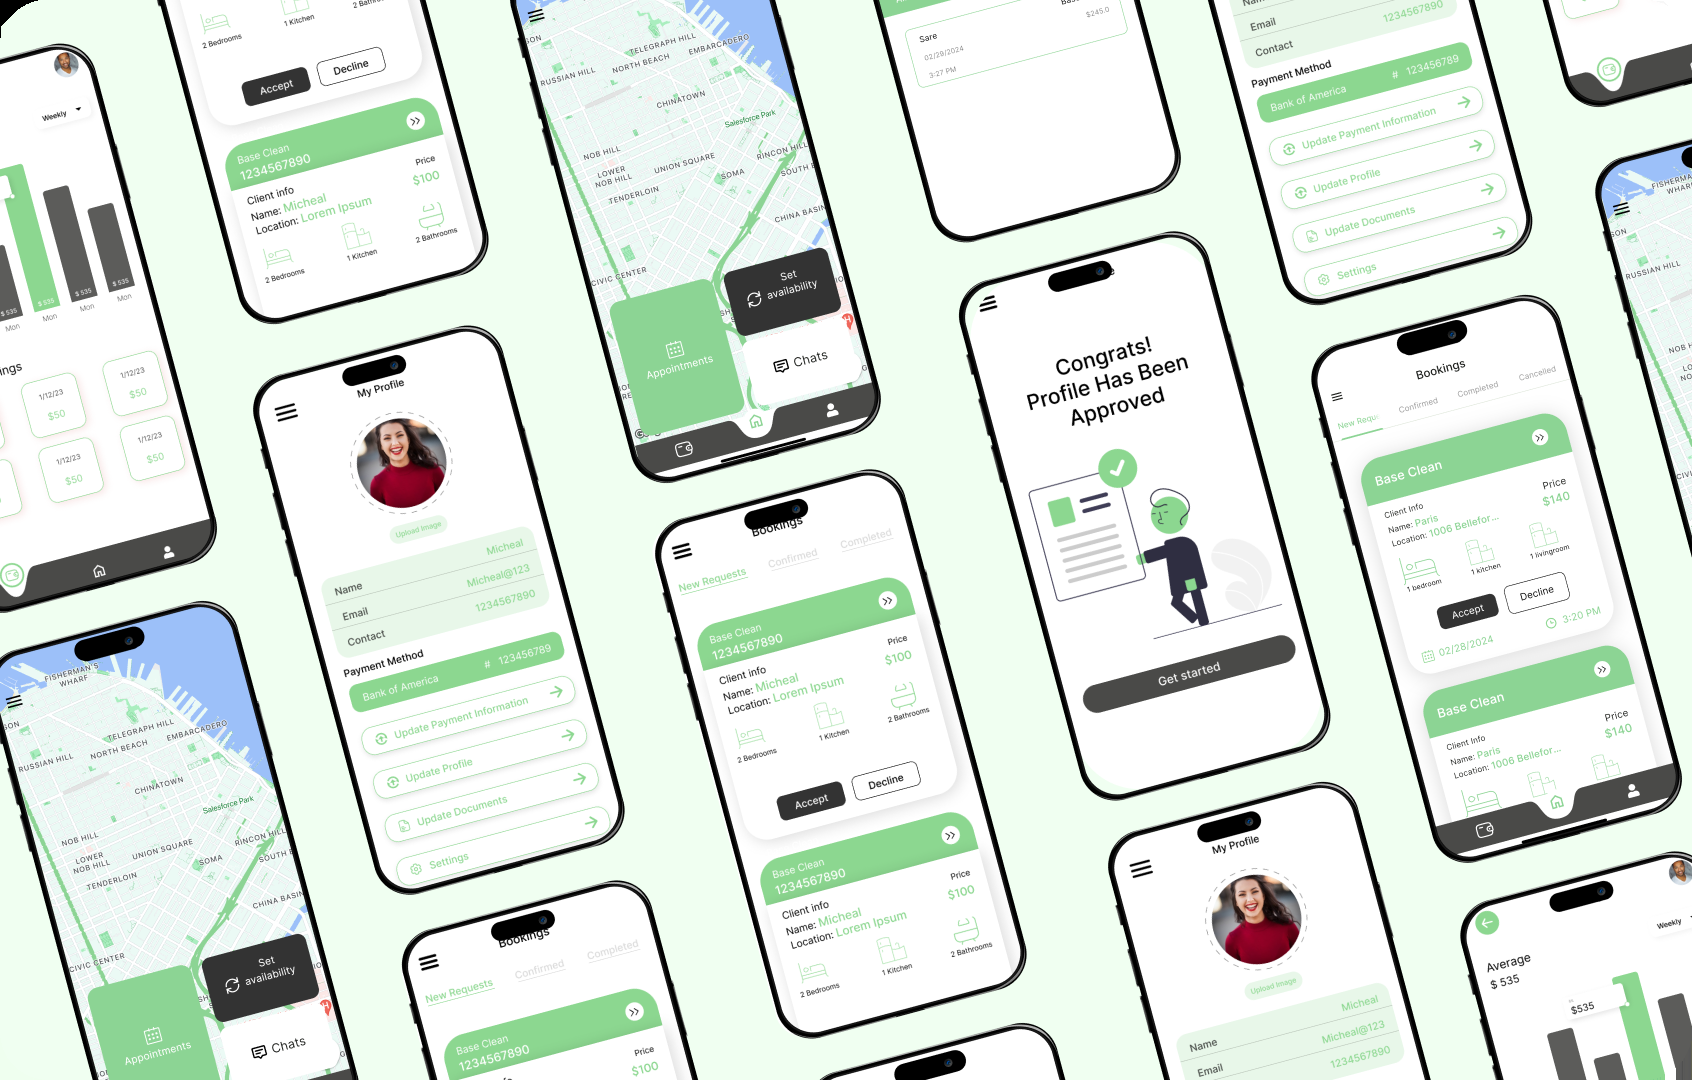 Weekly
$ 535
$ 535
$ 535
$ 535
Mon
Mon
Mon
Mon
ngs
1/12/23
$50
1/12/23
$50
1/12/23
$50
1/12/23
$50
2 Bedrooms
1 Kitchen
2 Bathrooms
Accept
Decline
Base Clean
1234567890
Client info
Name: Micheal
Location: Lorem Ipsum
Price
$100
2 Bedrooms
1 Kitchen
2 Bathrooms
SON
TELEGRAPH HILL
EMBARCADERO
RUSSIAN HILL
NORTH BEACH
CHINATOWN
Salesforce Park
NOB HILL
LOWER
NOB HILL
UNION SQUARE
RINCON HILL
TENDERLOIN
SOMA
SOUTH B
CHINA BASIN
CIVIC CENTER
Set
availability
Appointments
Chats
Sare
02/28/2024
3:27 PM
$245.0
Email
1234567890
Contact
Payment Method
Bank of America
# 123456789
Update Payment Information
Update Profile
Update Documents
Settings
FISHERMAN'S
WHARF
SON
RUSSIAN HILL
My Profile
Upload Image
Name
Micheal
Email
Micheal@123
Contact
1234567890
Payment Method
Bank of America
# 123456789
Update Payment Information
Update Profile
Update Documents
Settings
Congrats!
Profile Has Been
Approved
Get started
Bookings
New Requ
Confirmed
Completed
Cancelled
Base Clean
Client Info
Name: Paris
Location: 1006 Bellefor...
Price
$140
1 bedroom
1 kitchen
1 livingroom
Accept
Decline
02/28/2024
3:20 PM
Base Clean
Client Info
Name: Paris
Location: 1006 Bellefor...
Price
$140
Bookings
New Requests
Confirmed
Completed
Base Clean
1234567890
Client info
Name: Micheal
Location: Lorem Ipsum
Price
$100
2 Bedrooms
1 Kitchen
2 Bathrooms
Accept
Decline
Base Clean
1234567890
Client info
Name: Micheal
Location: Lorem Ipsum
Price
$100
2 Bedrooms
1 Kitchen
2 Bathrooms
FISHERMAN'S
WHARF
SON
TELEGRAPH HILL
EMBARCADERO
RUSSIAN HILL
NORTH BEACH
CHINATOWN
Salesforce Park
NOB HILL
LOWER
NOB HILL
UNION SQUARE
RINCON HILL
TENDERLOIN
SOMA
SOUTH B
CHINA BASIN
CIVIC CENTER
Set
availability
Appointments
Chats
Bookings
New Requests
Confirmed
Completed
Base Clean
1234567890
Price
$100
My Profile
Upload Image
Name
Micheal
Email
Micheal@123
1234567890
Weekly
Average
$ 535
$535